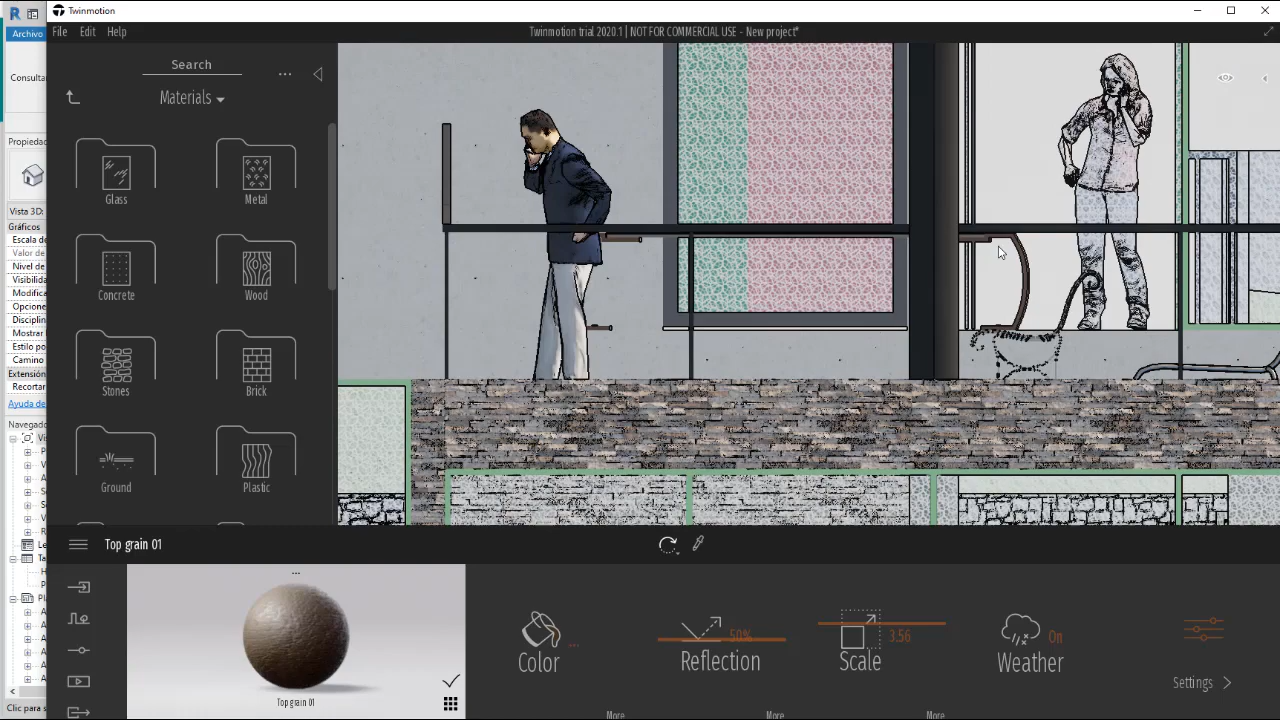 Twinmotion
File Edit Help
Twinmotion trial 2020.1 | NOT FOR COMMERCIAL USE - New project*
Archivo
Consultar
Propiedad
Vista 3D:
Gráficos
Escala de
Valor de
Nivel de
Visibilida
Modifica
Opcione
Disciplin
Mostrar
Estilo po
Camino
Extensión
Recortar
Ayuda de
Navegado
Clic para s
Search
...
Materials
Glass
Metal
Concrete
Wood
Stones
Brick
Ground
Plastic
Top grain 01
...
Top grain 01
Color
...
50%
Reflection
3.56
Scale
On
Weather
Settings
More
More
More